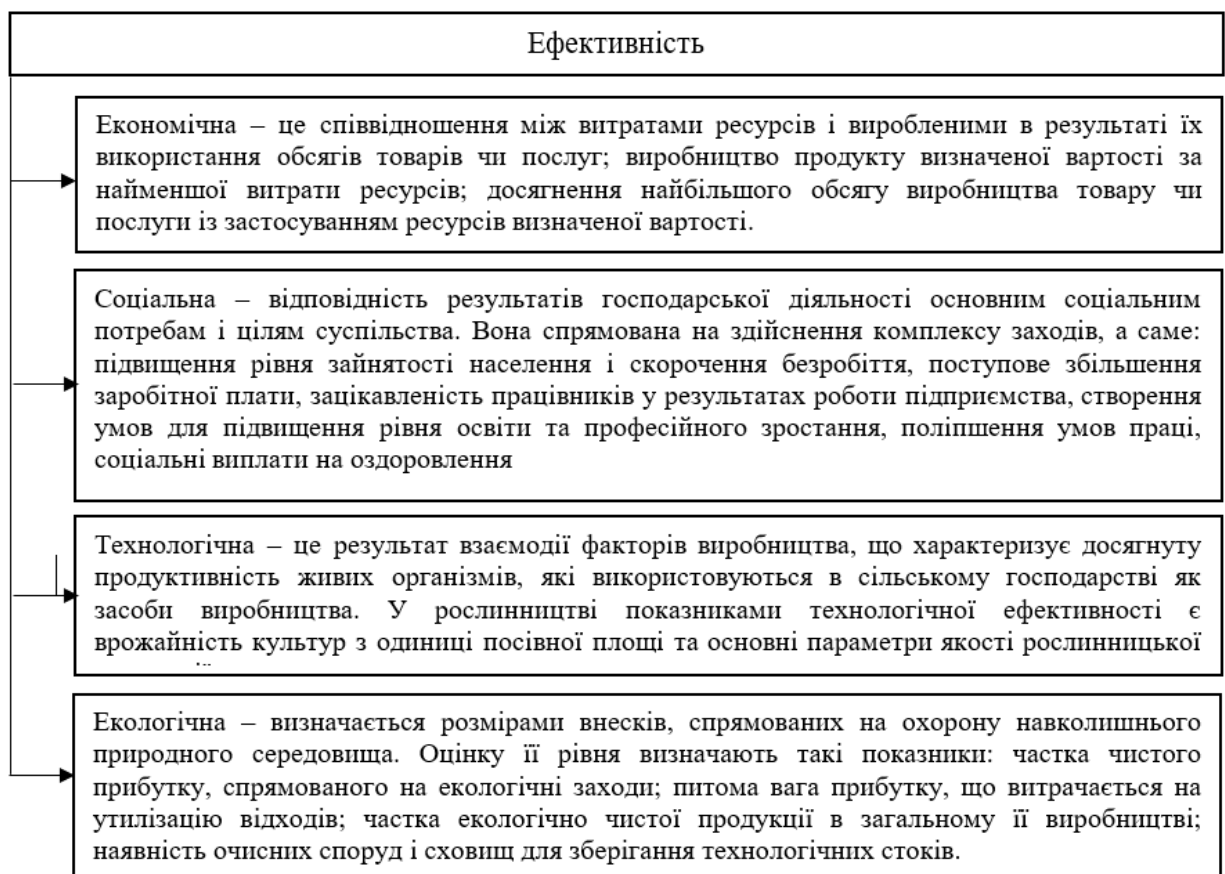 Ефективність
Економічна – це співвідношення між витратами ресурсів і виробленими в результаті їх
використання обсягів товарів чи послуг; виробництво продукту визначеної вартості за
найменшої витрати ресурсів; досягнення найбільшого обсягу виробництва товару чи
послуги із застосуванням ресурсів визначеної вартості.
Соціальна – відповідність результатів господарської діяльності основним соціальним
потребам і цілям суспільства. Вона спрямована на здійснення комплексу заходів, а саме:
підвищення рівня зайнятості населення і скорочення безробіття, поступове збільшення
заробітної плати, зацікавленість працівників у результатах роботи підприємства, створення
умов для підвищення рівня освіти та професійного зростання, поліпшення умов праці,
соціальні виплати на оздоровлення
Технологічна – це результат взаємодії факторів виробництва, що характеризує досягнуту
продуктивність живих організмів, які використовуються в сільському господарстві як
засоби виробництва. У рослинництві показниками технологічної ефективності є
врожайність культур з одиниці посівної площі та основні параметри якості рослинницької
Екологічна – визначається розмірами внесків, спрямованих на охорону навколишнього
природного середовища. Оцінку її рівня визначають такі показники: частка чистого
прибутку, спрямованого на екологічні заходи; питома вага прибутку, що витрачається на
утилізацію відходів; частка екологічно чистої продукції в загальному її виробництві;
наявність очисних споруд і сховищ для зберігання технологічних стоків.